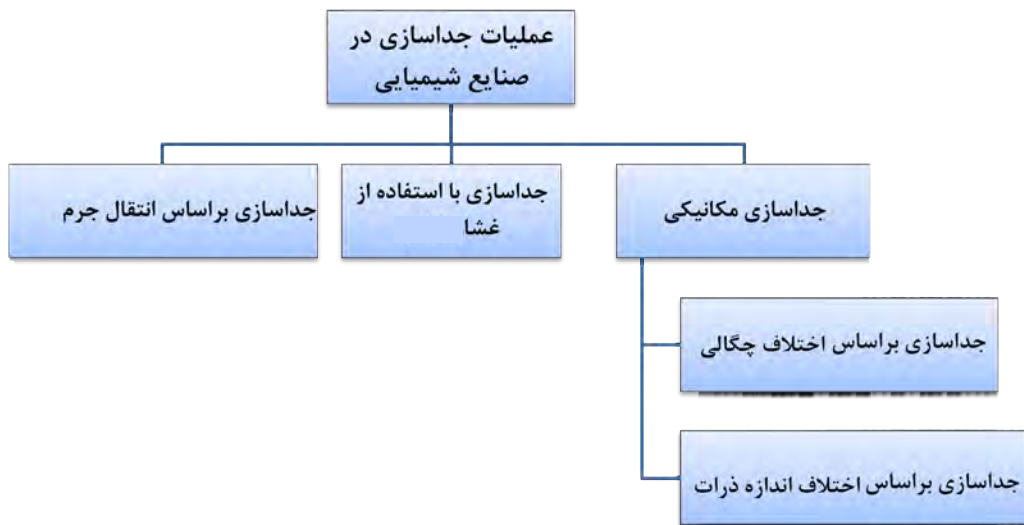 عملیات جداسازی در
صنایع شیمیایی
جداسازی مکانیکی
جداسازی با استفاده از
غشا
جداسازی براساس انتقال جرم
جداسازی براساس اختلاف چگالی
جداسازی براساس اختلاف اندازه ذرات